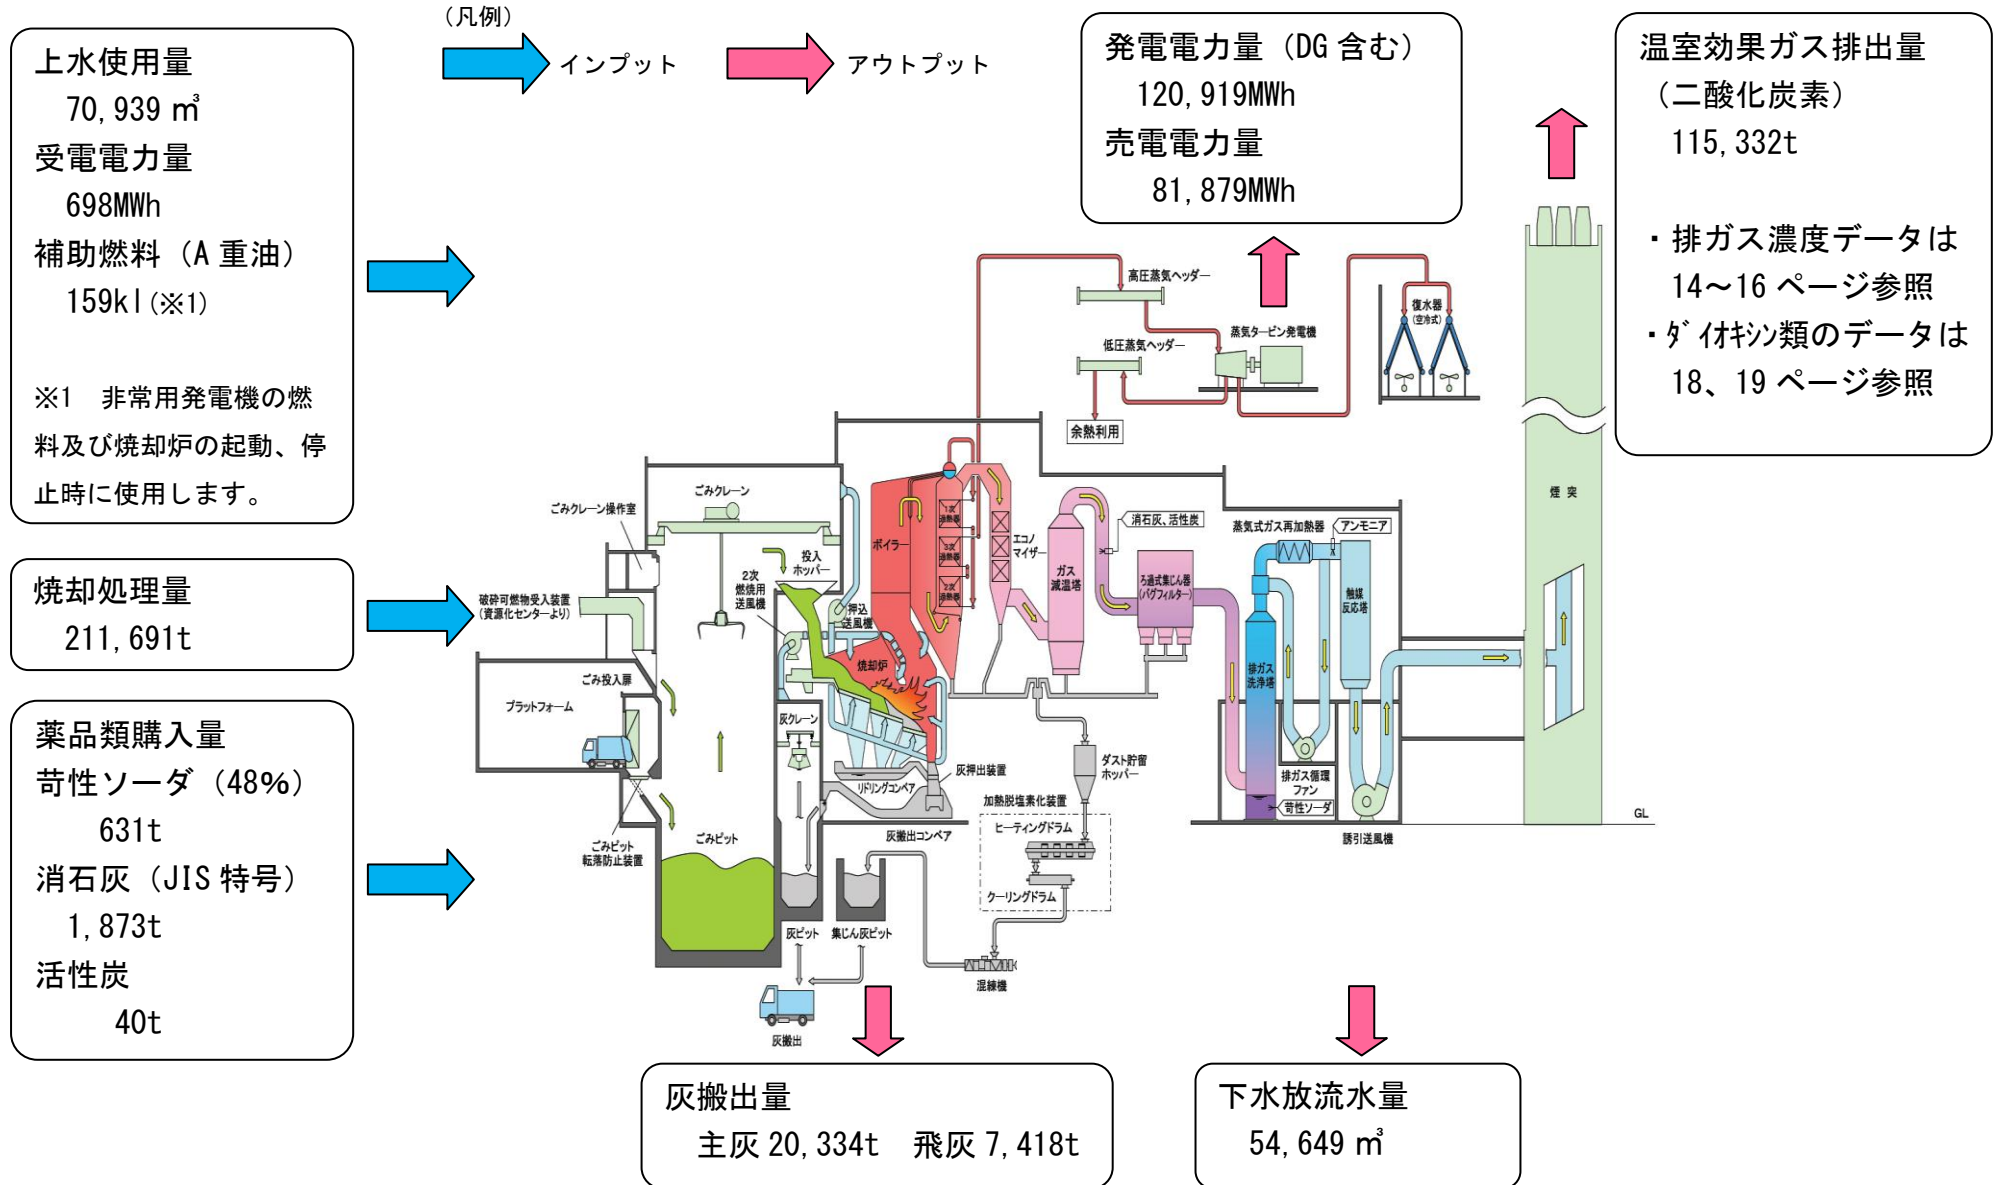 （凡例）
インプット
アウトプット
上水使用量
70,939 ㎥
受電電力量
698MWh
補助燃料（A 重油）
159kl(※1)
※1　非常用発電機の燃
料及び焼却炉の起動、停
止時に使用します。
焼却処理量
211,691t
薬品類購入量
苛性ソーダ（48%）
631t
消石灰（JIS 特号）
1,873t
活性炭
40t
発電電力量（DG 含む）
120,919MWh
売電電力量
81,879MWh
温室効果ガス排出量
（二酸化炭素）
115,332t
・排ガス濃度データは
14～16 ページ参照
・ﾀﾞｲｵｷｼﾝ類のデータは
18、19 ページ参照
高圧蒸気ヘッダー
低圧蒸気ヘッダー
蒸気タービン発電機
復水器
（空冷式）
余熱利用
ごみクレーン
ごみクレーン操作室
破砕可燃物受入装置
（資源化センターより）
ごみ投入扉
プラットフォーム
ごみピット
転落防止装置
ごみピット
投入
ホッパー
2次
燃焼用
送風機
押込
送風機
ボイラー
1次
過熱器
3次
過熱器
2次
過熱器
エコノ
マイザー
焼却炉
ガス
減温塔
消石灰、活性炭
ろ過式集じん器
（バグフィルター）
蒸気式ガス再加熱器
アンモニア
触媒
反応塔
排ガス
洗浄塔
排ガス循環
ファン
苛性ソーダ
誘引送風機
煙 突
GL
灰クレーン
リドリングコンベア
灰押出装置
灰搬出コンベア
ダスト貯留
ホッパー
加熱脱塩素化装置
ヒーティングドラム
クーリングドラム
混練機
灰ピット
集じん灰ピット
灰搬出
灰搬出量
主灰 20,334t　飛灰 7,418t
下水放流水量
54,649 ㎥